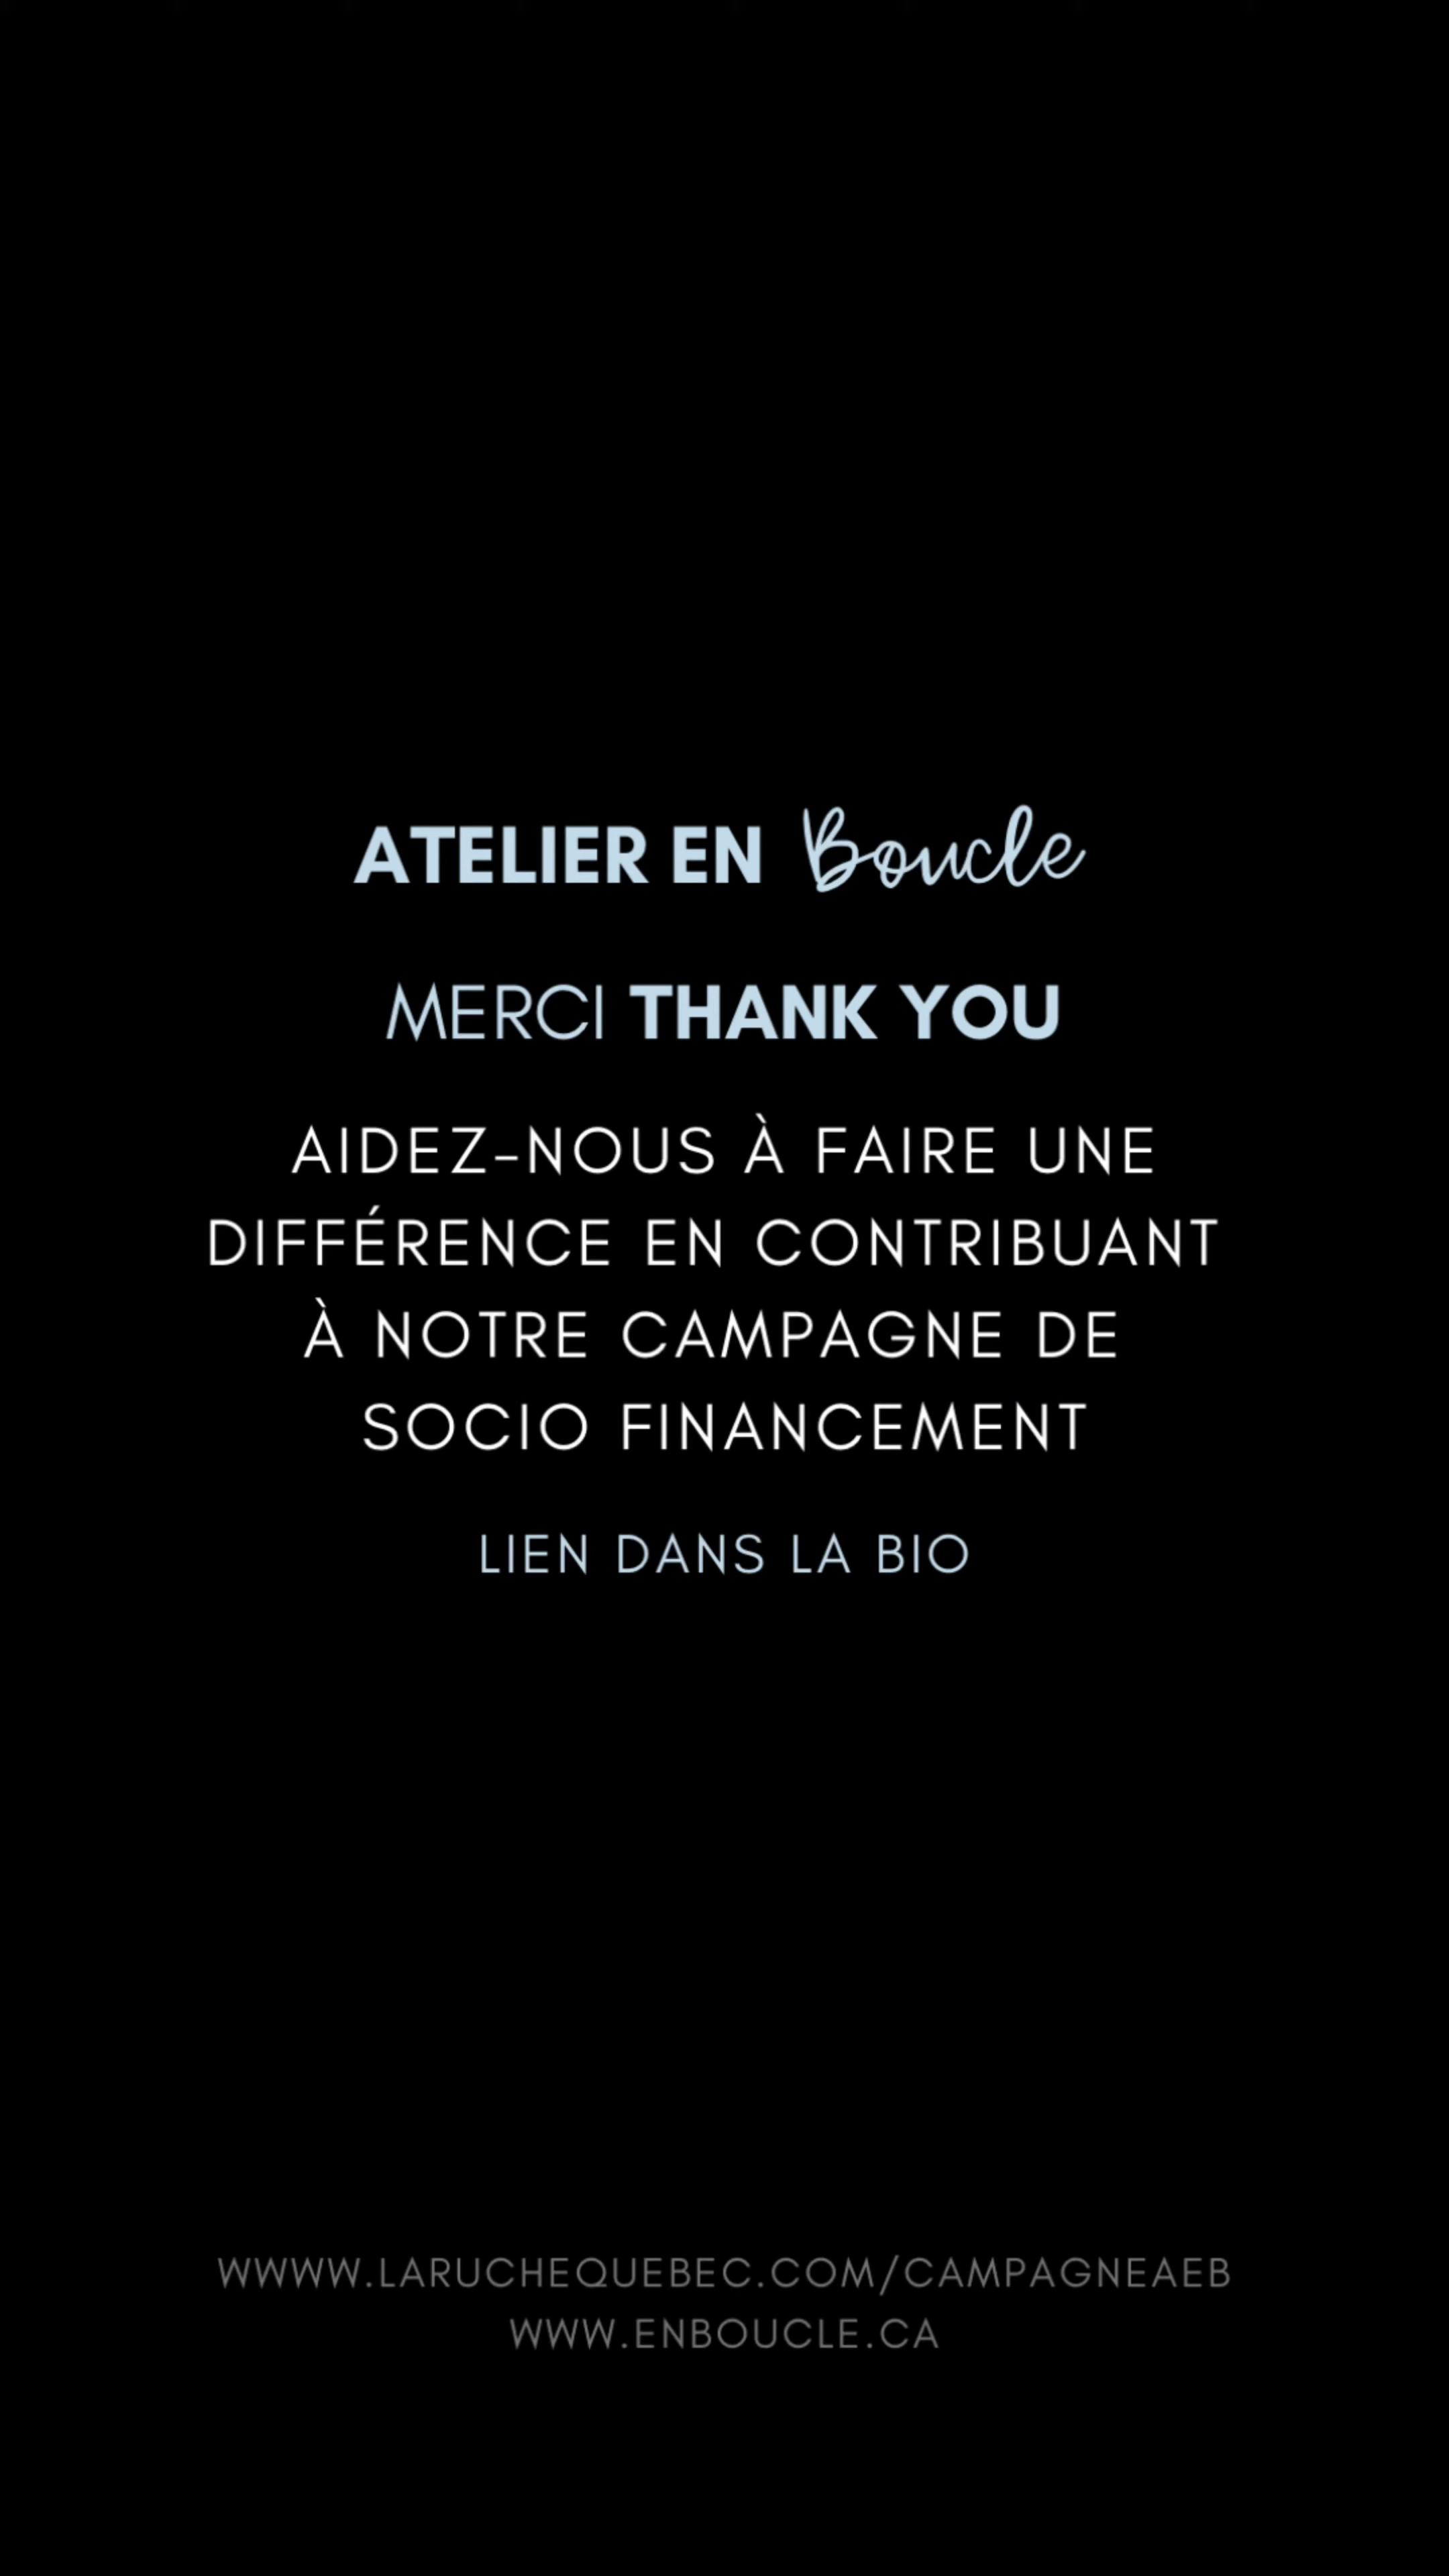 ATELIER EN Boucle
MERCI THANK YOU
AIDEZ-NOUS À FAIRE UNE
DIFFÉRENCE EN CONTRIBUANT
À NOTRE CAMPAGNE DE
SOCIO FINANCEMENT
LIEN DANS LA BIO
WWWW.LARUCHEQUEBEC.COM/CAMPAGNEAEB
WWW.ENBOUCLE.CA